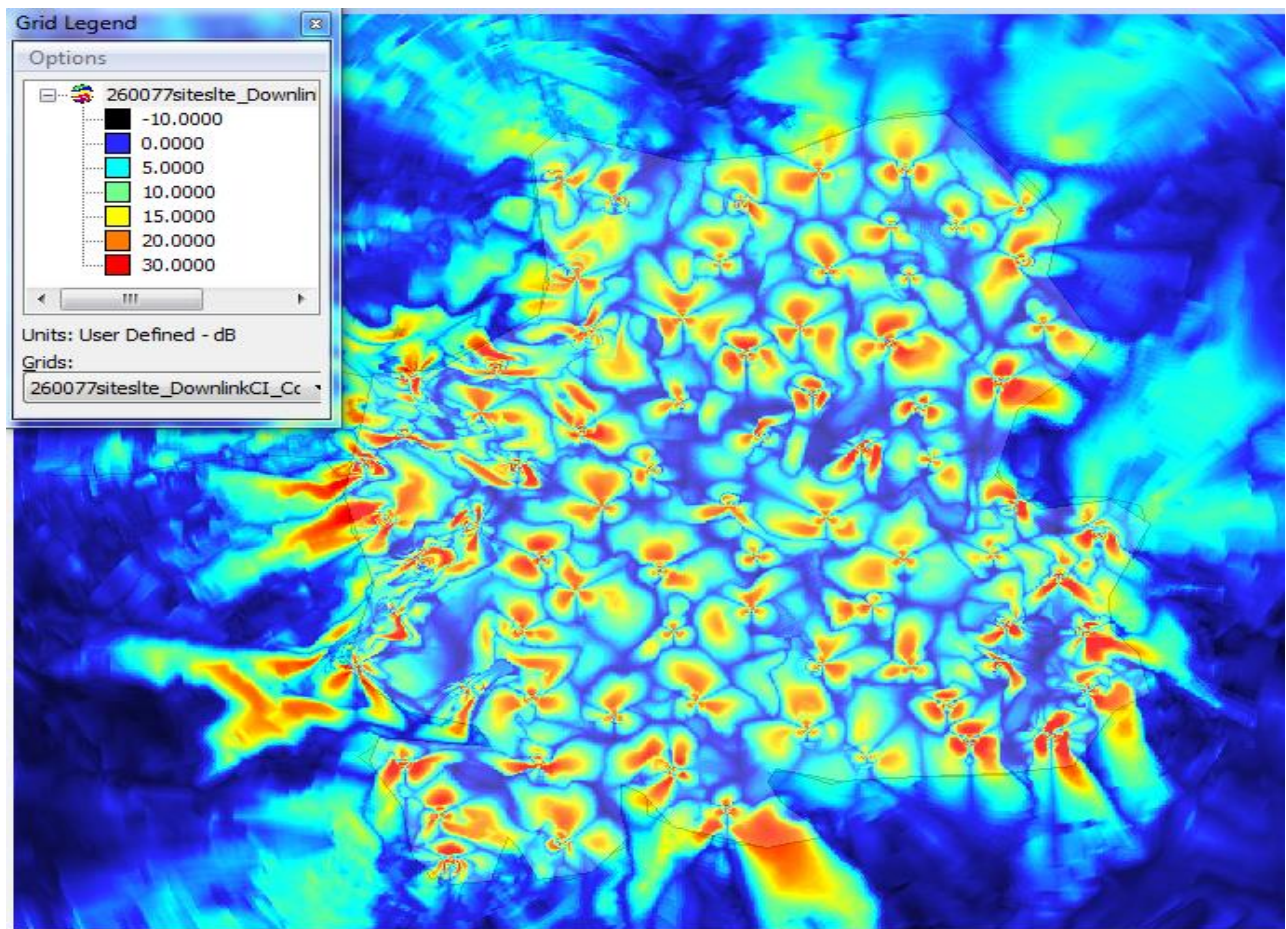 Grid Legend
Options
260077siteslte_Downlin
-10.0000
0.0000
5.0000
10.0000
15.0000
20.0000
30.0000
Units: User Defined - dB
Grids:
260077siteslte_DownlinkCI_Cc